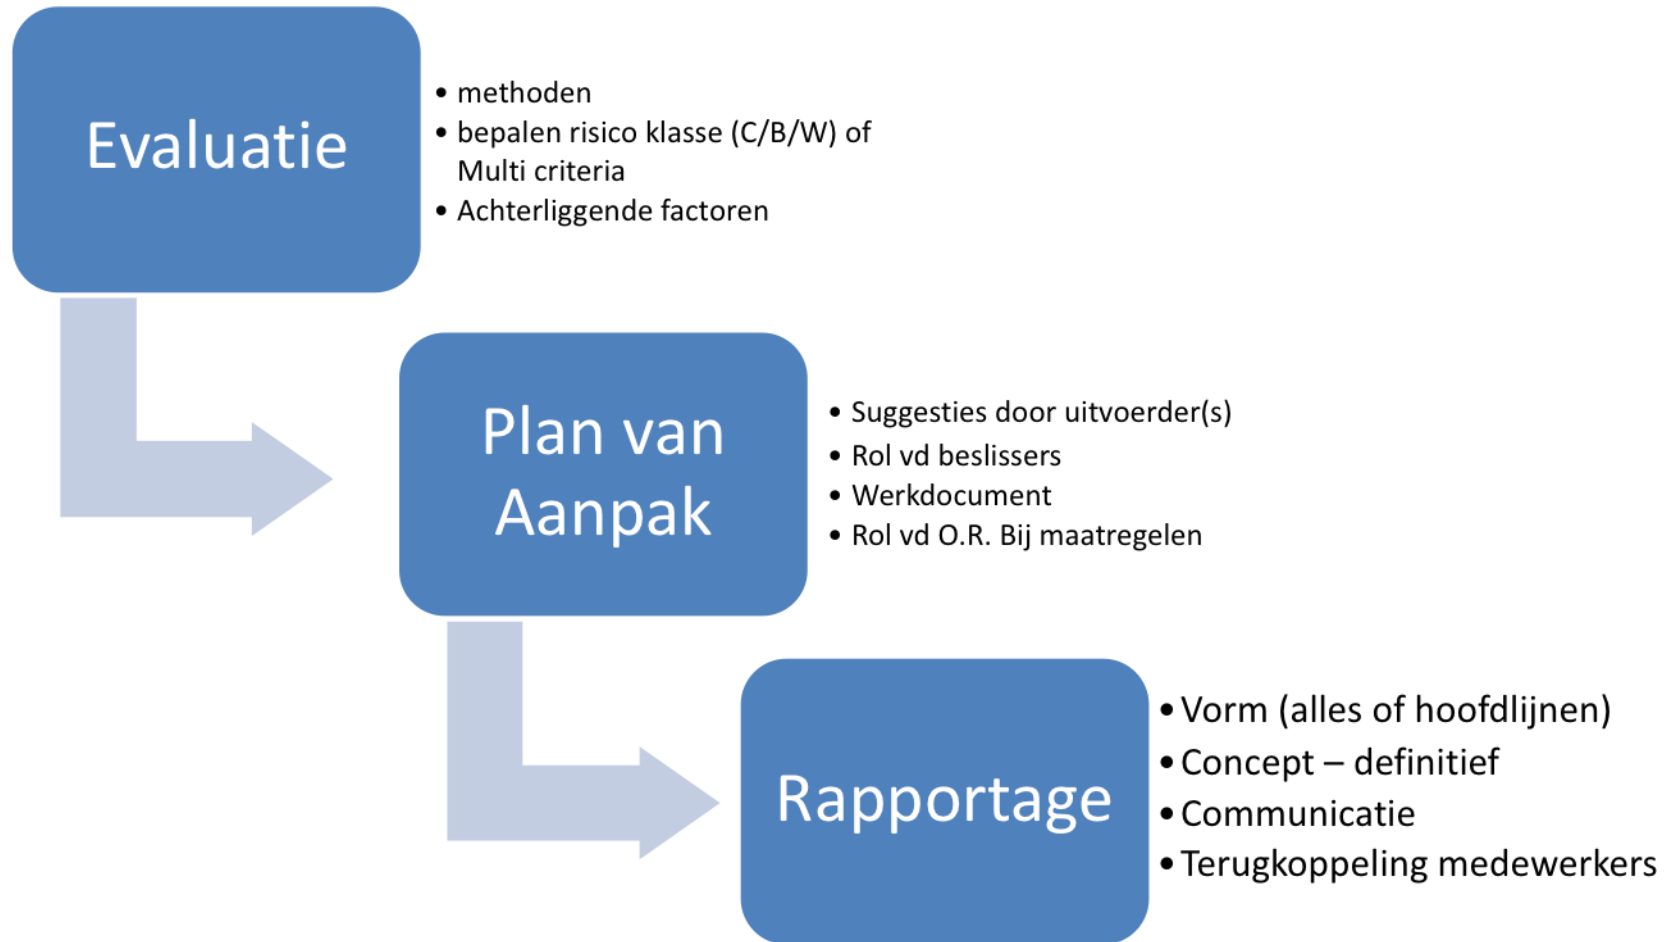 Evaluatie
• methoden
• bepalen risico klasse (C/B/W) of
Multi criteria
• Achterliggende factoren
Plan van
Aanpak
• Suggesties door uitvoerder(s)
• Rol vd beslissers
• Werkdocument
• Rol vd O.R. Bij maatregelen
Rapportage
• Vorm (alles of hoofdlijnen)
• Concept – definitief
• Communicatie
• Terugkoppeling medewerkers